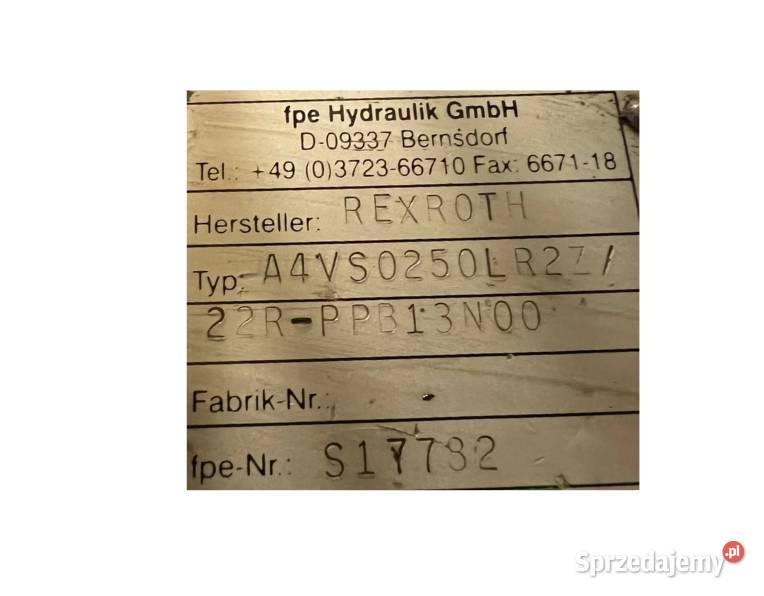 fpe Hydraulik GmbH
D-09337 Bernsdorf
Tel.: +49 (0)3723-66710 Fax: 6671-18
Hersteller: REXROTH
Typ: A4VSO250LR2Z/
22R-PPB13N00
Fabrik-Nr.:
fpe-Nr.: S17782
Sprzedajemy.pl